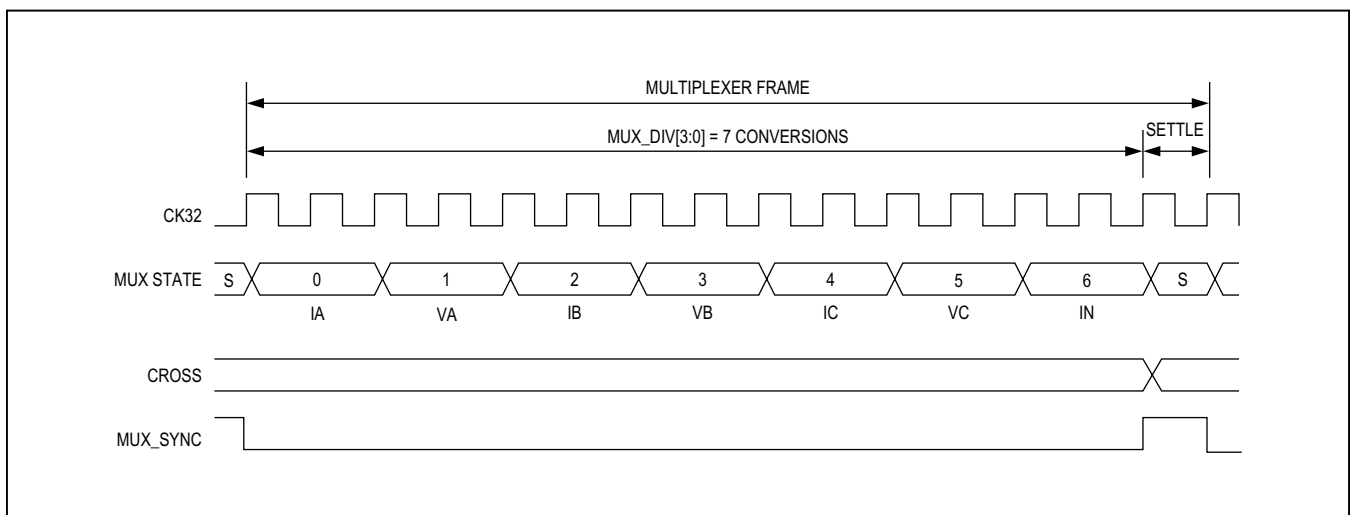 MULTIPLEXER FRAME
MUX_DIV[3:0] = 7 CONVERSIONS
SETTLE
CK32
MUX STATE S 0 1 2 3 4 5 6 S
IA VA IB VB IC VC IN
CROSS
MUX_SYNC